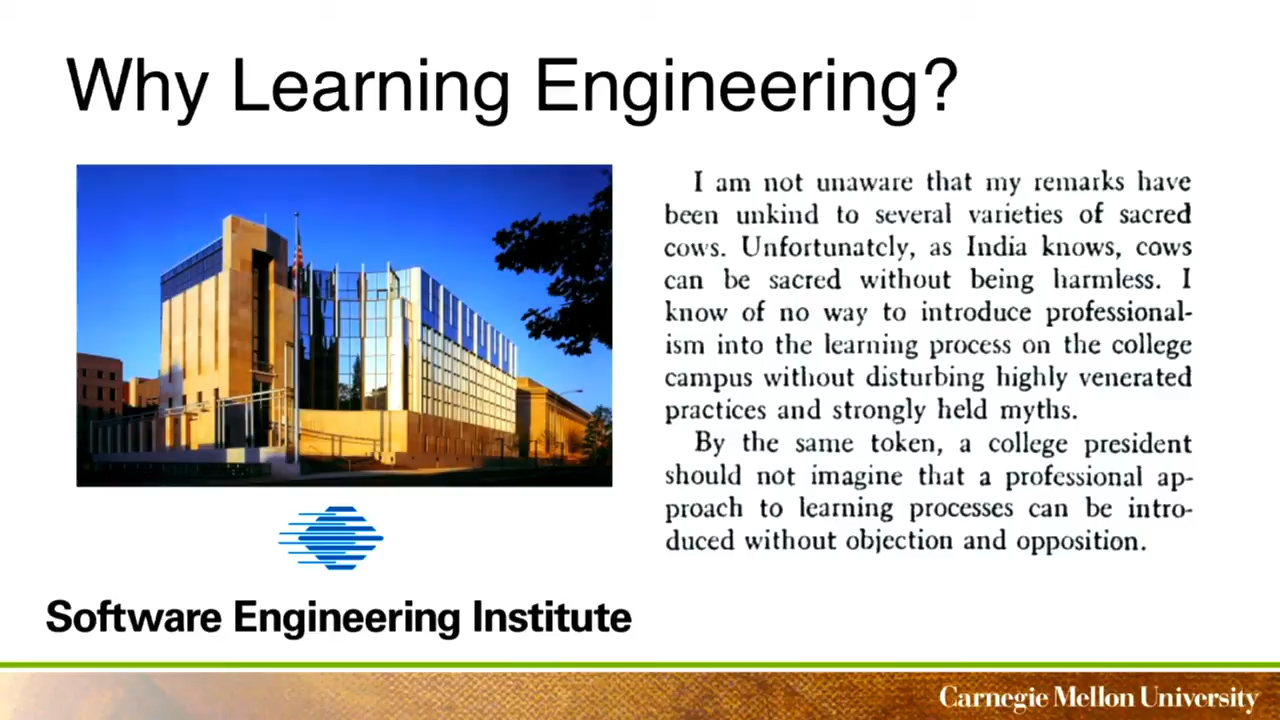 Why Learning Engineering?
I am not unaware that my remarks have
been unkind to several varieties of sacred
cows. Unfortunately, as India knows, cows
can be sacred without being harmless. I
know of no way to introduce professional-
ism into the learning process on the college
campus without disturbing highly venerated
practices and strongly held myths.
By the same token, a college president
should not imagine that a professional ap-
proach to learning processes can be intro-
duced without objection and opposition.
Software Engineering Institute
Carnegie Mellon University